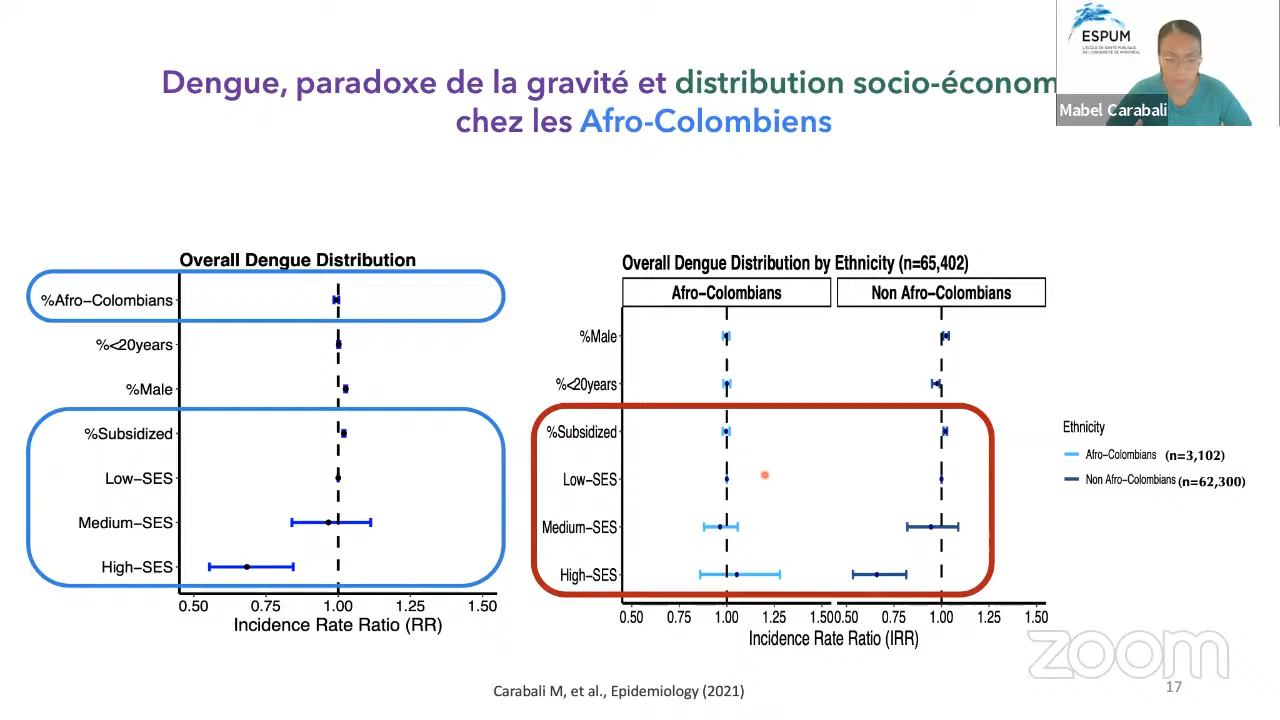 ESPUM
L'ÉCOLE DE SANTÉ PUBLIQUE
DE L'UNIVERSITÉ DE MONTRÉAL
Mabel Carabali
Dengue, paradoxe de la gravité et distribution socio-économ
chez les Afro-Colombiens
Overall Dengue Distribution
%Afro-Colombians
%<20years
%Male
%Subsidized
Low-SES
Medium-SES
High-SES
0.50 0.75 1.00 1.25 1.50
Incidence Rate Ratio (RR)
Overall Dengue Distribution by Ethnicity (n=65,402)
Afro-Colombians Non Afro-Colombians
%Male
%<20years
%Subsidized
Low-SES
Medium-SES
High-SES
0.50 0.75 1.00 1.25 1.50 0.50 0.75 1.00 1.25 1.50
Incidence Rate Ratio (IRR)
Ethnicity
Afro-Colombians (n=3,102)
Non Afro-Colombians (n=62,300)
zoom
Carabali M, et al., Epidemiology (2021)
17